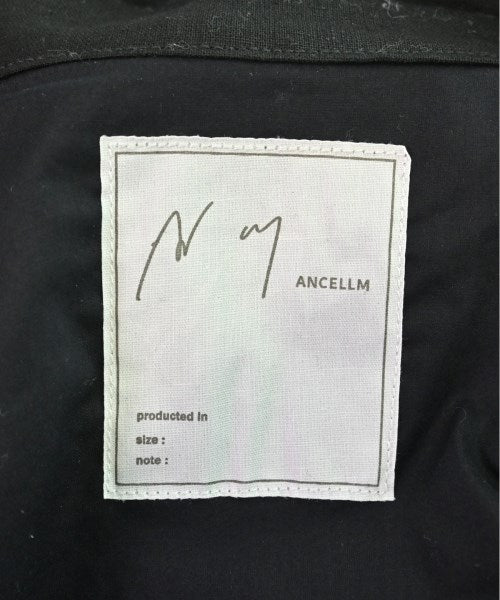 ANCELLM
producted in
size :
note :